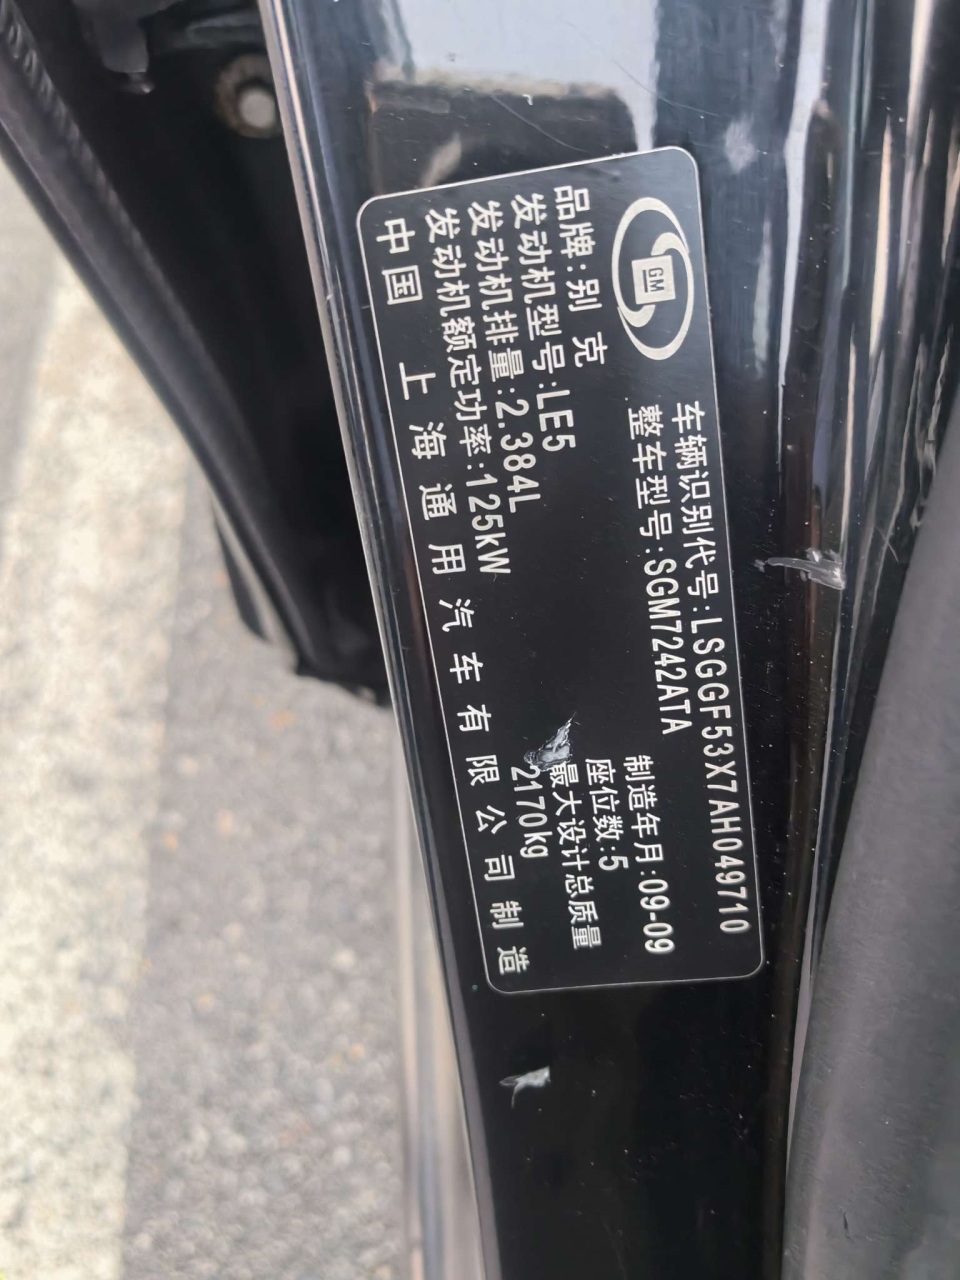 GM
车辆识别代号:LSGGF53X7AH049710
整车型号:SGM7242ATA
品牌:别克
发动机型号:LE5
发动机排量:2.384L
发动机额定功率:125kW
制造年月:09-09
座位数:5
最大设计总质量
2170kg
中国 上海通用汽车有限公司制造